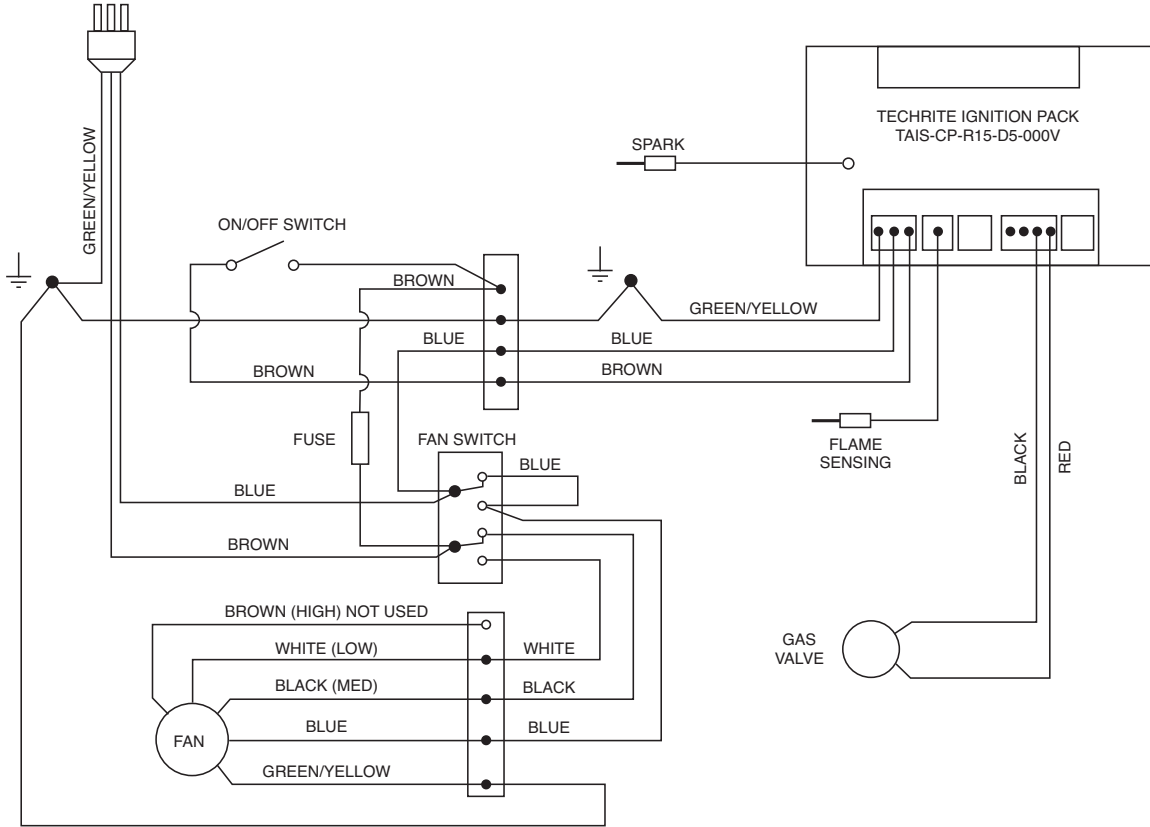 GREEN/YELLOW
TECHRITE IGNITION PACK
TAIS-CP-R15-D5-000V
SPARK
ON/OFF SWITCH
BROWN
GREEN/YELLOW
BLUE
BLUE
BROWN
BROWN
FUSE
FAN SWITCH
FLAME
SENSING
BLACK
RED
BLUE
BLUE
BROWN
BROWN (HIGH) NOT USED
WHITE (LOW)
WHITE
GAS
VALVE
BLACK (MED)
BLACK
BLUE
BLUE
FAN
GREEN/YELLOW